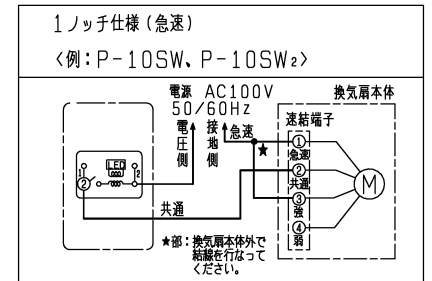 1ノッチ仕様(急速)
〈例:P-10SW、P-10SW₂〉
電源 AC100V
50/60Hz
換気扇本体
電圧側
接地側
急速
★
速結端子
① 急速
② 共通
③ 強
④ 弱
M
LED
1
2
②
共通
★部:換気扇本体外で
結線を行なって
ください。